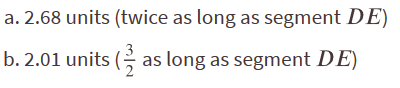 a. 2.68 units (twice as long as segment DE)
b. 2.01 units (3/2 as long as segment DE)